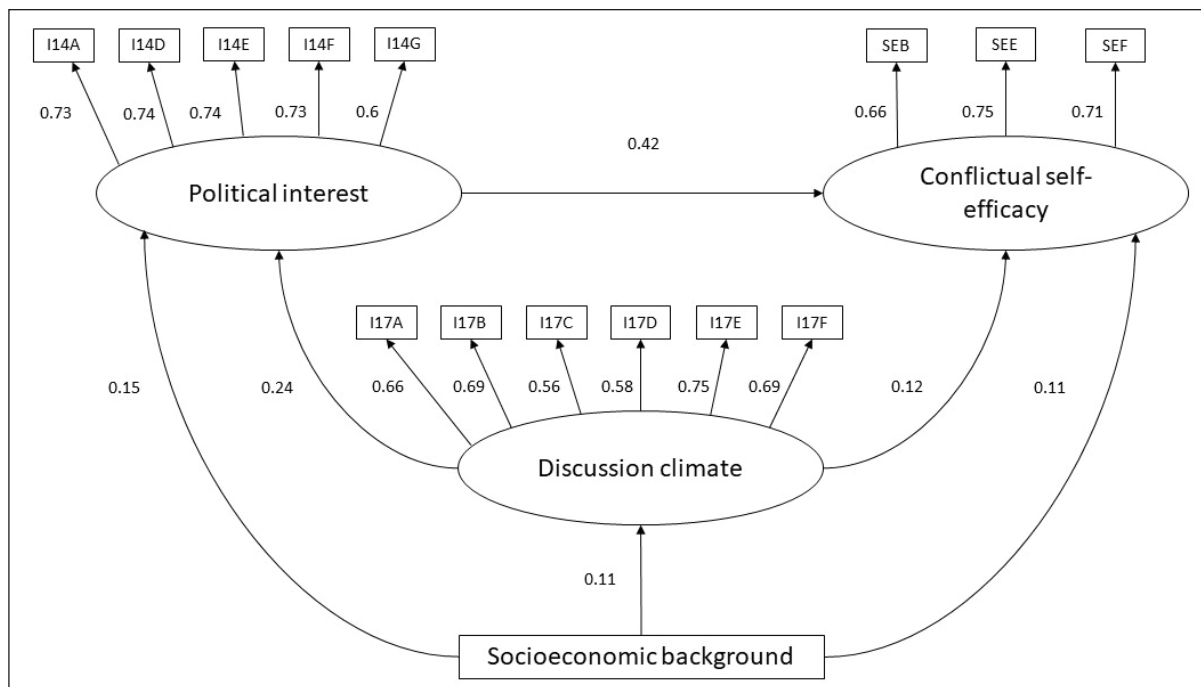 I14A
I14D
I14E
I14F
I14G
SEB
SEE
SEF
0.73
0.74
0.74
0.73
0.6
0.66
0.75
0.71
0.42
Political interest
Conflictual self-
efficacy
I17A
I17B
I17C
I17D
I17E
I17F
0.15
0.24
0.66
0.69
0.56
0.58
0.75
0.69
0.12
0.11
Discussion climate
0.11
Socioeconomic background